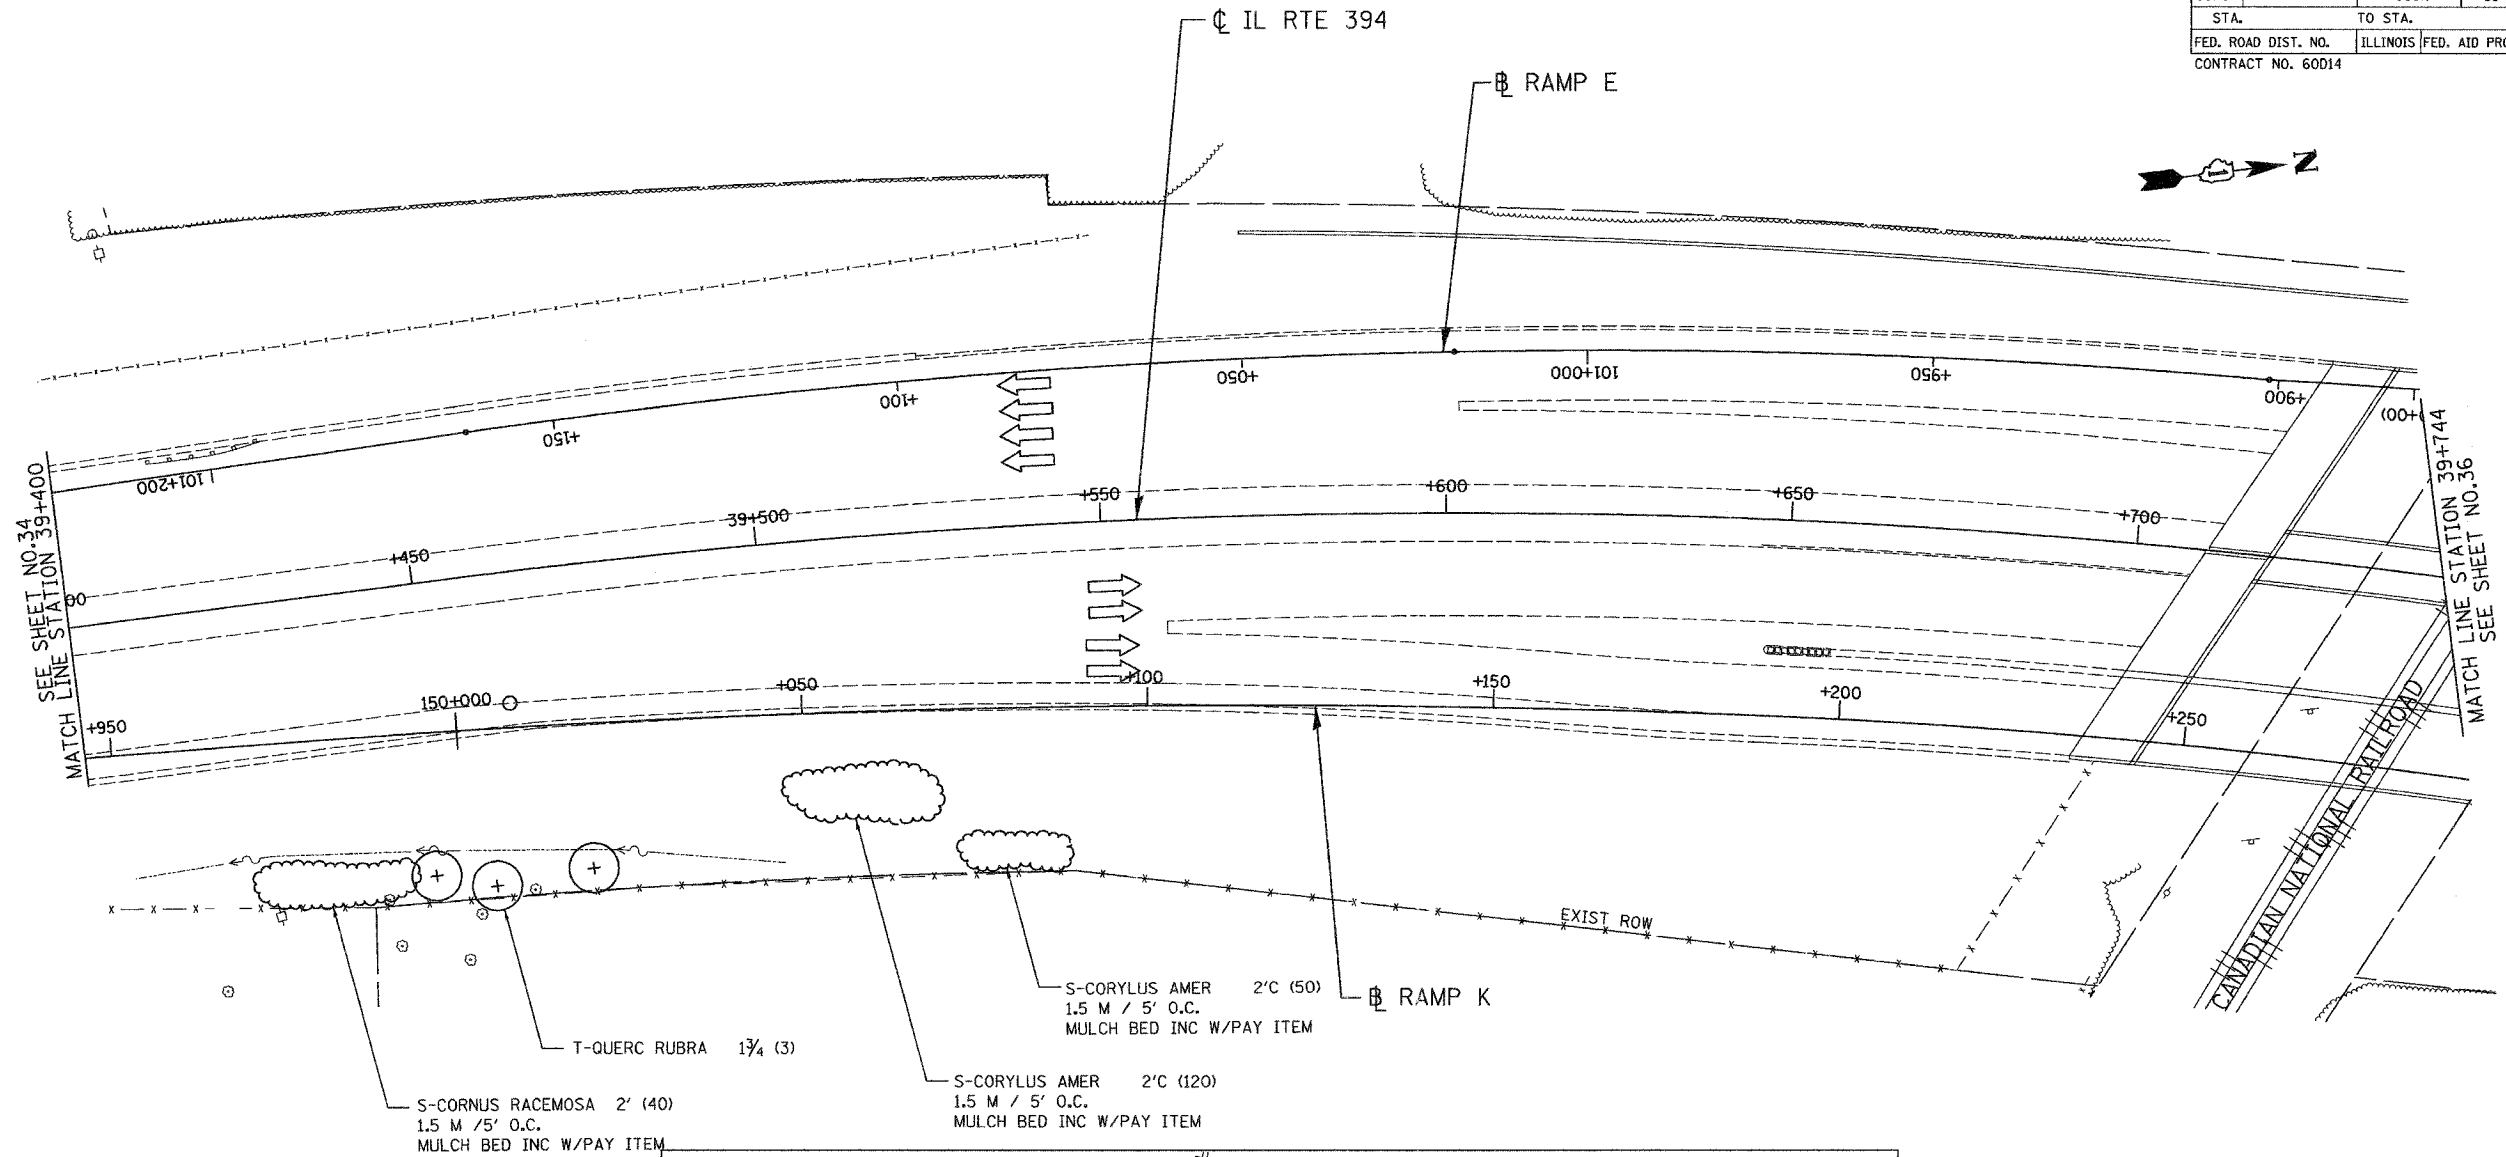 STA. TO STA.
FED. ROAD DIST. NO. ILLINOIS FED. AID
CONTRACT NO. 60D14
℄ IL RTE 394
BL RAMP E
N
+050
101+000
+950
+900
+100
+150
101+200
+00)
SEE SHEET NO.34
MATCH LINE STATION 39+400
MATCH LINE STATION 39+744
SEE SHEET NO.36
00
+450
39+500
+550
+600
+650
+700
+950
150+000
+050
+100
+150
+200
+250
CANADIAN NATIONAL RAILROAD
EXIST ROW
S-CORYLUS AMER 2'C (50)
1.5 M / 5' O.C.
MULCH BED INC W/PAY ITEM
BL RAMP K
T-QUERC RUBRA 1¾ (3)
S-CORYLUS AMER 2'C (120)
1.5 M / 5' O.C.
MULCH BED INC W/PAY ITEM
S-CORNUS RACEMOSA 2' (40)
1.5 M /5' O.C.
MULCH BED INC W/PAY ITEM